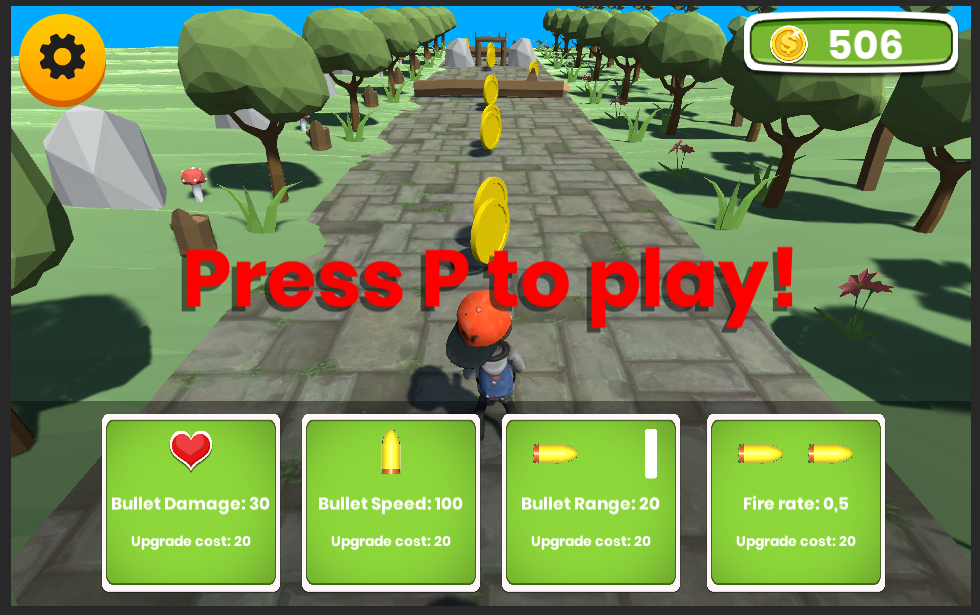 506
Press P to play!
Bullet Damage: 30
Upgrade cost: 20
Bullet Speed: 100
Upgrade cost: 20
Bullet Range: 20
Upgrade cost: 20
Fire rate: 0,5
Upgrade cost: 20